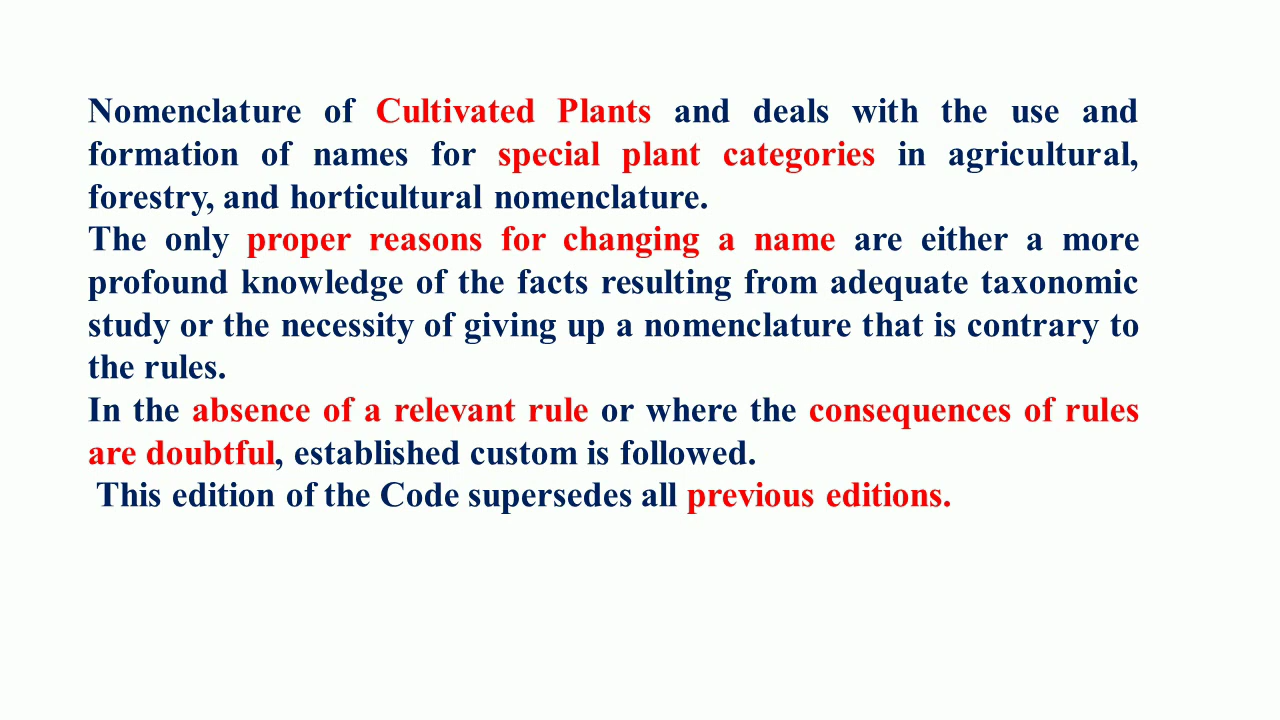 Nomenclature of Cultivated Plants and deals with the use and
formation of names for special plant categories in agricultural,
forestry, and horticultural nomenclature.
The only proper reasons for changing a name are either a more
profound knowledge of the facts resulting from adequate taxonomic
study or the necessity of giving up a nomenclature that is contrary to
the rules.
In the absence of a relevant rule or where the consequences of rules
are doubtful, established custom is followed.
This edition of the Code supersedes all previous editions.